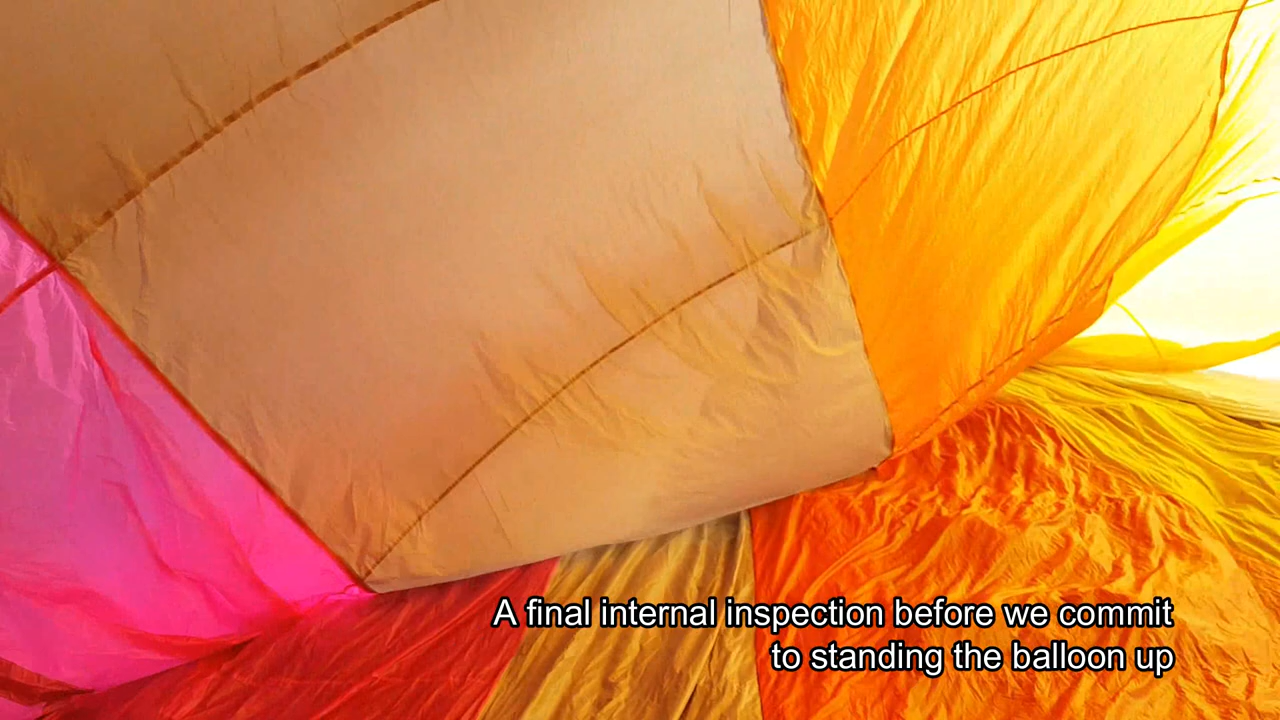 A final internal inspection before we commit
to standing the balloon up